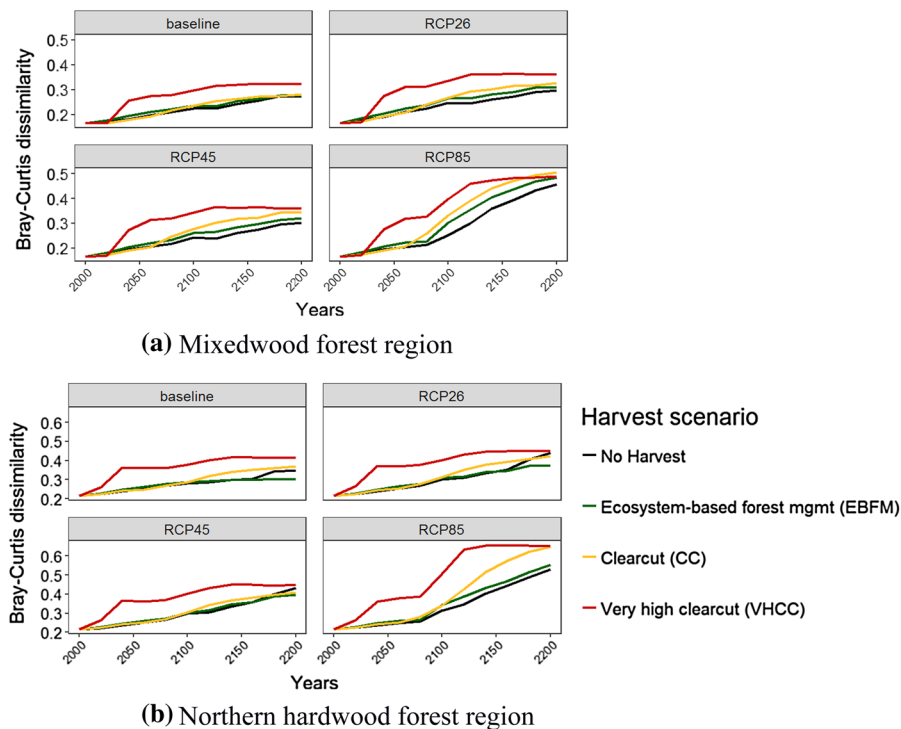 baseline
RCP26
0.5
0.4
0.3
0.2
RCP45
RCP85
0.5
0.4
0.3
0.2
Bray-Curtis dissimilarity
2000
2050
2100
2150
2200
2000
2050
2100
2150
2200
Years
(a) Mixedwood forest region
baseline
RCP26
0.6
0.5
0.4
0.3
0.2
RCP45
RCP85
0.6
0.5
0.4
0.3
0.2
Bray-Curtis dissimilarity
2000
2050
2100
2150
2200
2000
2050
2100
2150
2200
Years
(b) Northern hardwood forest region
Harvest scenario
No Harvest
Ecosystem-based forest mgmt (EBFM)
Clearcut (CC)
Very high clearcut (VHCC)